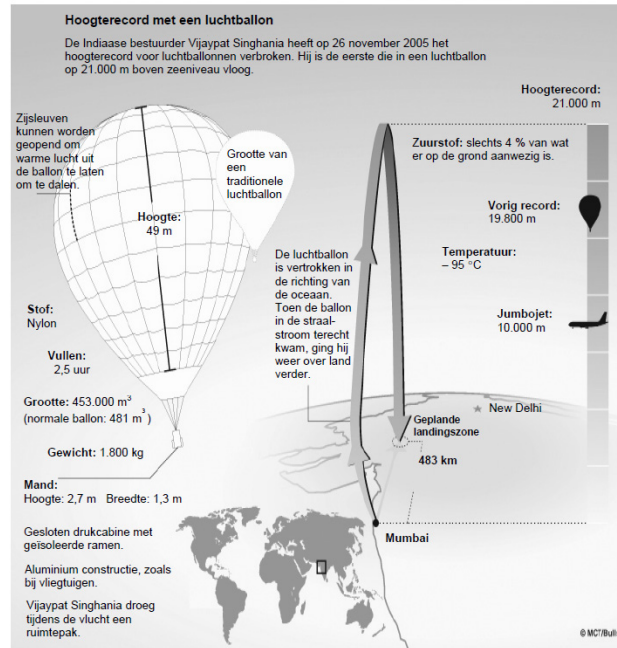 Hoogterecord met een luchtballon
De Indiaase bestuurder Vijaypat Singhania heeft op 26 november 2005 het
hoogterecord voor luchtballonnen verbroken. Hij is de eerste die in een luchtballon
op 21.000 m boven zeeniveau vloog.
Hoogterecord:
21.000 m
Zijsleuven
kunnen worden
geopend om
warme lucht uit
de ballon te laten
om te dalen.
Grootte van
een
traditionele
luchtballon
Hoogte:
49 m
Zuurstof: slechts 4 % van wat
er op de grond aanwezig is.
Vorig record:
19.800 m
Temperatuur:
– 95 °C
Jumbojet:
10.000 m
De luchtballon
is vertrokken in
de richting van
de oceaan.
Toen de ballon
in de straal-
stroom terecht
kwam, ging hij
weer over land
verder.
Stof:
Nylon
Vullen:
2,5 uur
Grootte: 453.000 m³
(normale ballon: 481 m³)
Gewicht: 1.800 kg
Mand:
Hoogte: 2,7 m Breedte: 1,3 m
New Delhi
Geplande
landingszone
483 km
Mumbai
Gesloten drukcabine met
geïsoleerde ramen.
Aluminium constructie, zoals
bij vliegtuigen.
Vijaypat Singhania droeg
tijdens de vlucht een
ruimtepak.
© MCT/Bulls